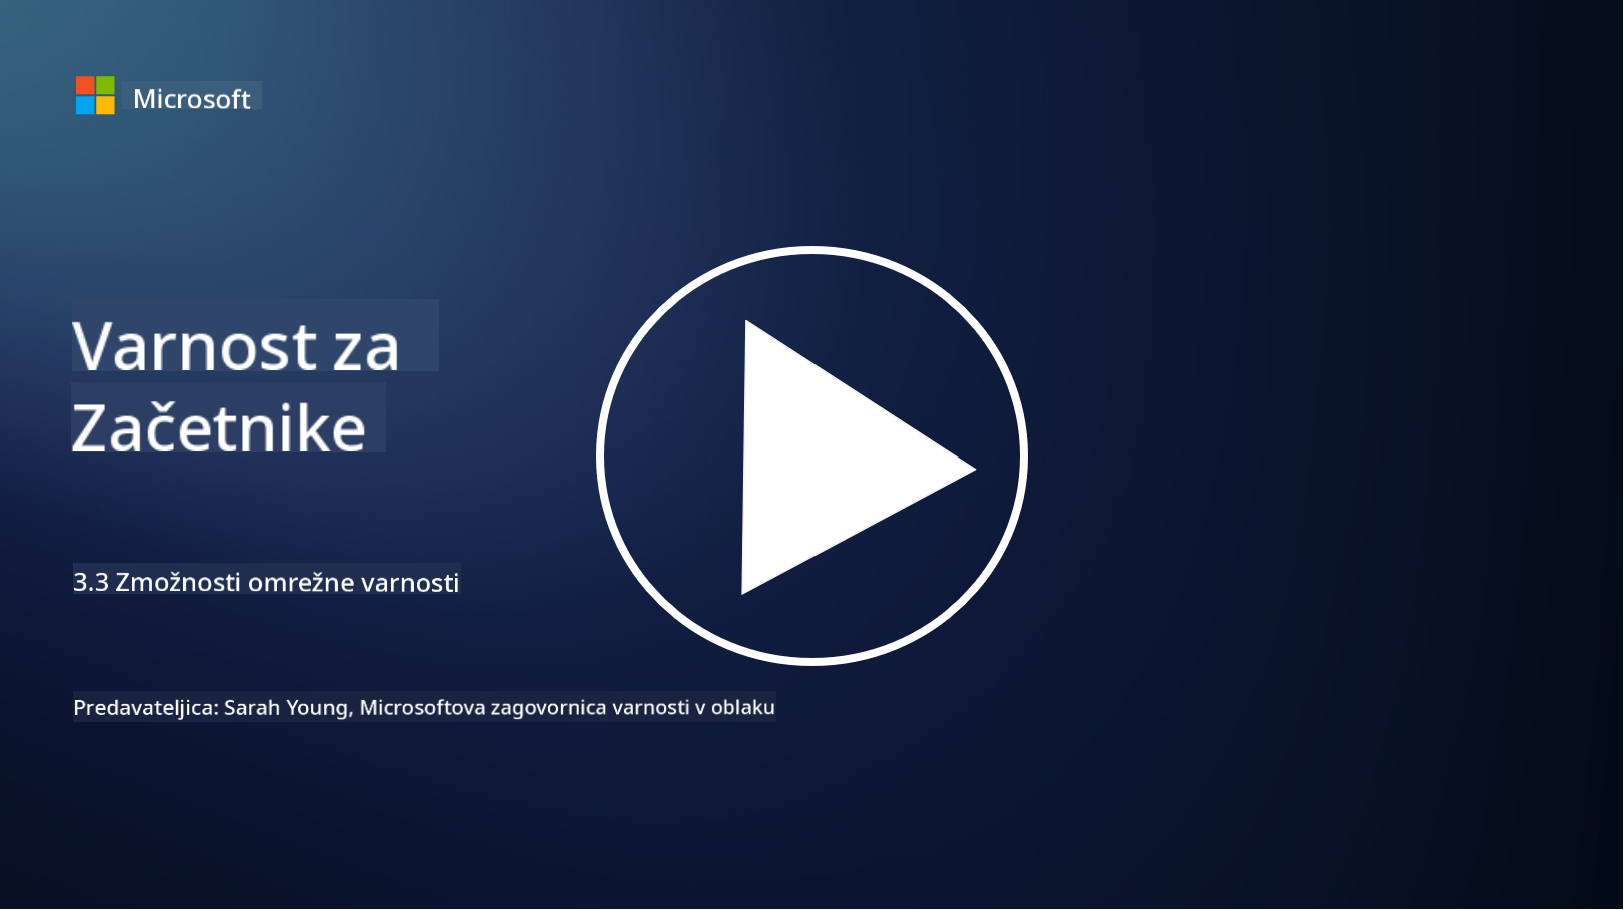 Microsoft
Varnost za
Začetnike
3.3 Zmožnosti omrežne varnosti
Predavateljica: Sarah Young, Microsoftova zagovornica varnosti v oblaku